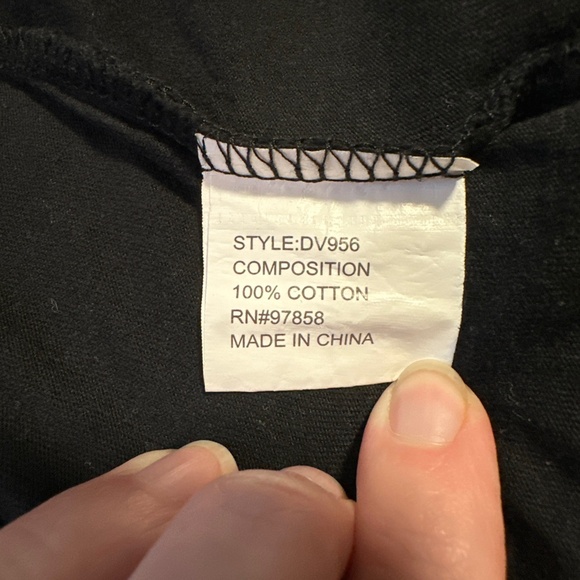 STYLE:DV956
COMPOSITION
100% COTTON
RN#97858
MADE IN CHINA